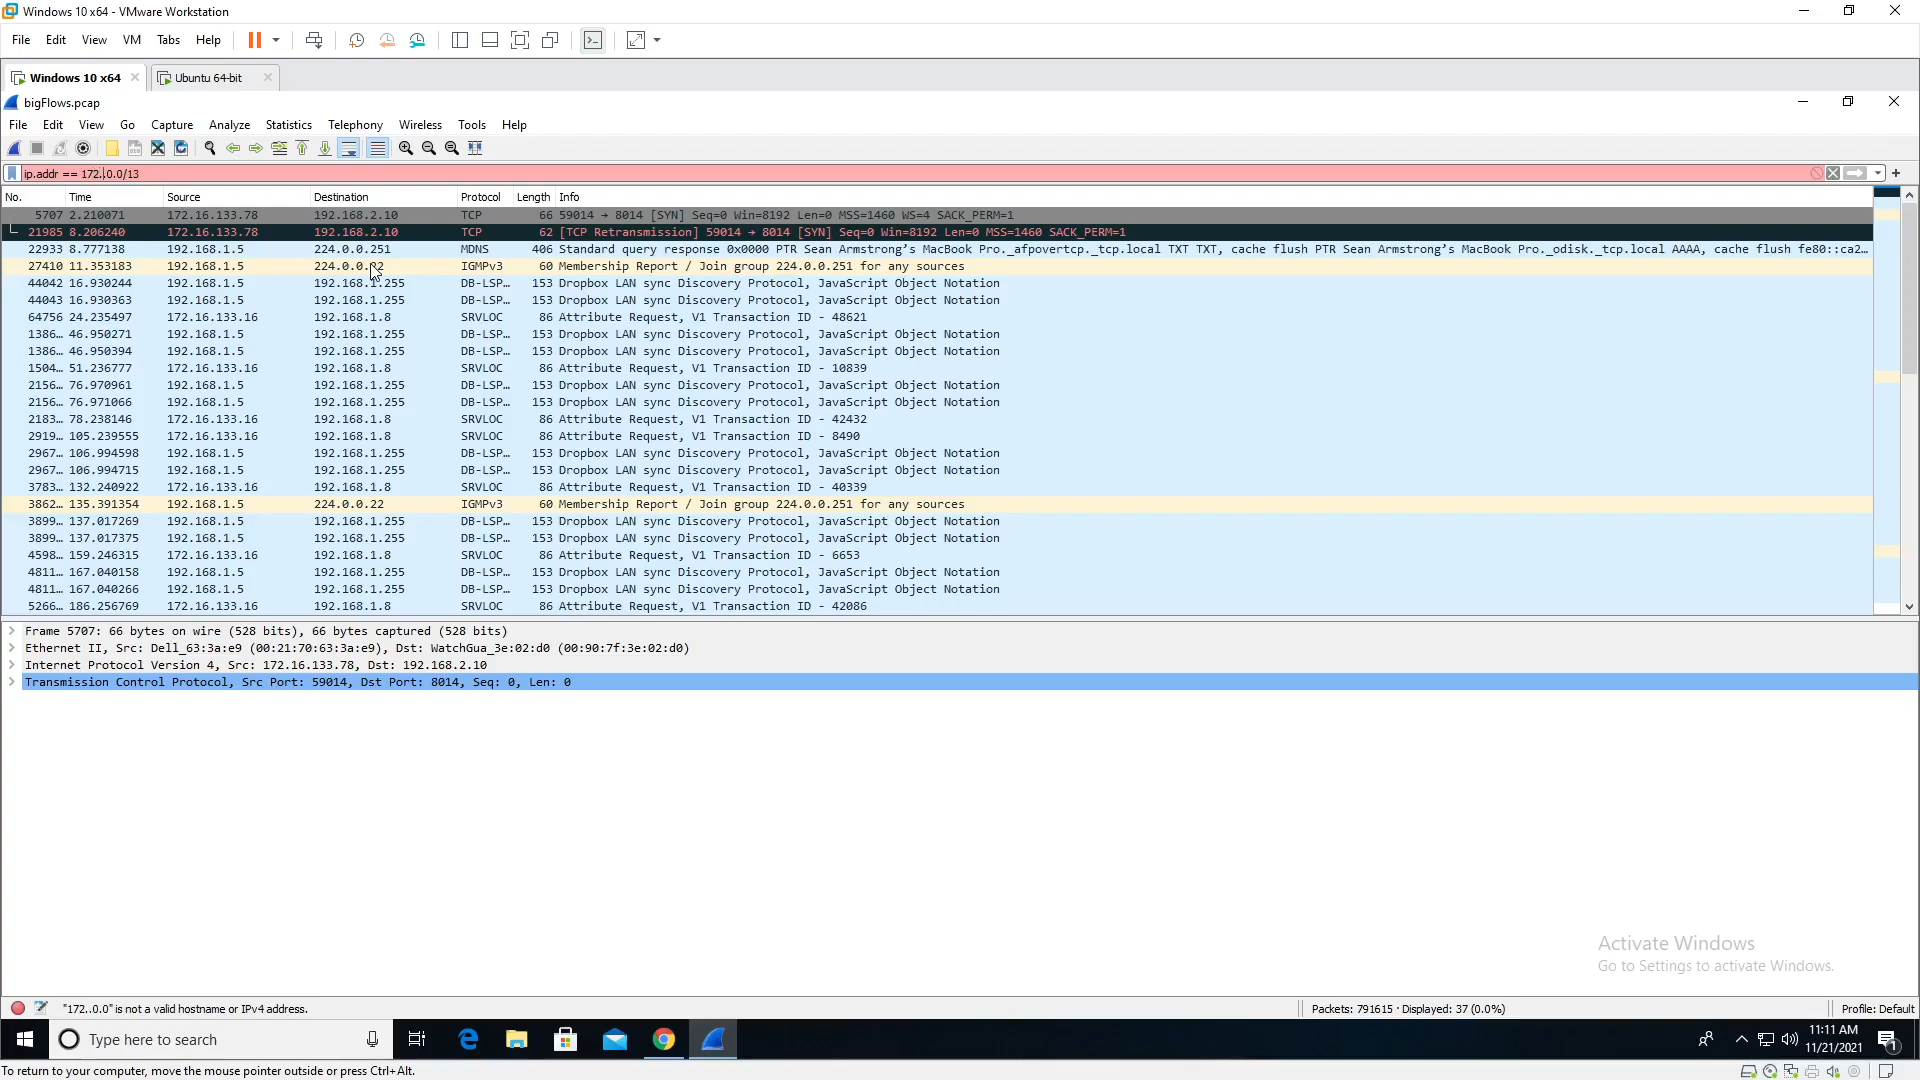 Windows 10 x64 - VMware Workstation
File Edit View VM Tabs Help
Windows 10 x64 Ubuntu 64-bit
bigFlows.pcap
File Edit View Go Capture Analyze Statistics Telephony Wireless Tools Help
ip.addr == 172..0.0/13
No. Time Source Destination Protocol Length Info
5707 2.210071 172.16.133.78 192.168.2.10 TCP 66 59014 → 8014 [SYN] Seq=0 Win=8192 Len=0 MSS=1460 WS=4 SACK_PERM=1
21985 8.206240 172.16.133.78 192.168.2.10 TCP 62 [TCP Retransmission] 59014 → 8014 [SYN] Seq=0 Win=8192 Len=0 MSS=1460 SACK_PERM=1
22933 8.777138 192.168.1.5 224.0.0.251 MDNS 406 Standard query response 0x0000 PTR Sean Armstrong's MacBook Pro._afpovertcp._tcp.local TXT TXT, cache flush PTR Sean Armstrong's MacBook Pro._odisk._tcp.local AAAA, cache flush fe80::ca2…
27410 11.353183 192.168.1.5 224.0.0.22 IGMPv3 60 Membership Report / Join group 224.0.0.251 for any sources
44042 16.930244 192.168.1.5 192.168.1.255 DB-LSP… 153 Dropbox LAN sync Discovery Protocol, JavaScript Object Notation
44043 16.930363 192.168.1.5 192.168.1.255 DB-LSP… 153 Dropbox LAN sync Discovery Protocol, JavaScript Object Notation
64756 24.235497 172.16.133.16 192.168.1.8 SRVLOC 86 Attribute Request, V1 Transaction ID - 48621
1386… 46.950271 192.168.1.5 192.168.1.255 DB-LSP… 153 Dropbox LAN sync Discovery Protocol, JavaScript Object Notation
1386… 46.950394 192.168.1.5 192.168.1.255 DB-LSP… 153 Dropbox LAN sync Discovery Protocol, JavaScript Object Notation
1504… 51.236777 172.16.133.16 192.168.1.8 SRVLOC 86 Attribute Request, V1 Transaction ID - 10839
2156… 76.970961 192.168.1.5 192.168.1.255 DB-LSP… 153 Dropbox LAN sync Discovery Protocol, JavaScript Object Notation
2156… 76.971066 192.168.1.5 192.168.1.255 DB-LSP… 153 Dropbox LAN sync Discovery Protocol, JavaScript Object Notation
2183… 78.238146 172.16.133.16 192.168.1.8 SRVLOC 86 Attribute Request, V1 Transaction ID - 42432
2919… 105.239555 172.16.133.16 192.168.1.8 SRVLOC 86 Attribute Request, V1 Transaction ID - 8490
2967… 106.994598 192.168.1.5 192.168.1.255 DB-LSP… 153 Dropbox LAN sync Discovery Protocol, JavaScript Object Notation
2967… 106.994715 192.168.1.5 192.168.1.255 DB-LSP… 153 Dropbox LAN sync Discovery Protocol, JavaScript Object Notation
3783… 132.240922 172.16.133.16 192.168.1.8 SRVLOC 86 Attribute Request, V1 Transaction ID - 40339
3862… 135.391354 192.168.1.5 224.0.0.22 IGMPv3 60 Membership Report / Join group 224.0.0.251 for any sources
3899… 137.017269 192.168.1.5 192.168.1.255 DB-LSP… 153 Dropbox LAN sync Discovery Protocol, JavaScript Object Notation
3899… 137.017375 192.168.1.5 192.168.1.255 DB-LSP… 153 Dropbox LAN sync Discovery Protocol, JavaScript Object Notation
4598… 159.246315 172.16.133.16 192.168.1.8 SRVLOC 86 Attribute Request, V1 Transaction ID - 6653
4811… 167.040158 192.168.1.5 192.168.1.255 DB-LSP… 153 Dropbox LAN sync Discovery Protocol, JavaScript Object Notation
4811… 167.040266 192.168.1.5 192.168.1.255 DB-LSP… 153 Dropbox LAN sync Discovery Protocol, JavaScript Object Notation
5266… 186.256769 172.16.133.16 192.168.1.8 SRVLOC 86 Attribute Request, V1 Transaction ID - 42086
Frame 5707: 66 bytes on wire (528 bits), 66 bytes captured (528 bits)
Ethernet II, Src: Dell_63:3a:e9 (00:21:70:63:3a:e9), Dst: WatchGua_3e:02:d0 (00:90:7f:3e:02:d0)
Internet Protocol Version 4, Src: 172.16.133.78, Dst: 192.168.2.10
Transmission Control Protocol, Src Port: 59014, Dst Port: 8014, Seq: 0, Len: 0
Activate Windows
Go to Settings to activate Windows.
"172..0.0" is not a valid hostname or IPv4 address. Packets: 791615 · Displayed: 37 (0.0%) Profile: Default
Type here to search
11:11 AM
11/21/2021
1
To return to your computer, move the mouse pointer outside or press Ctrl+Alt.